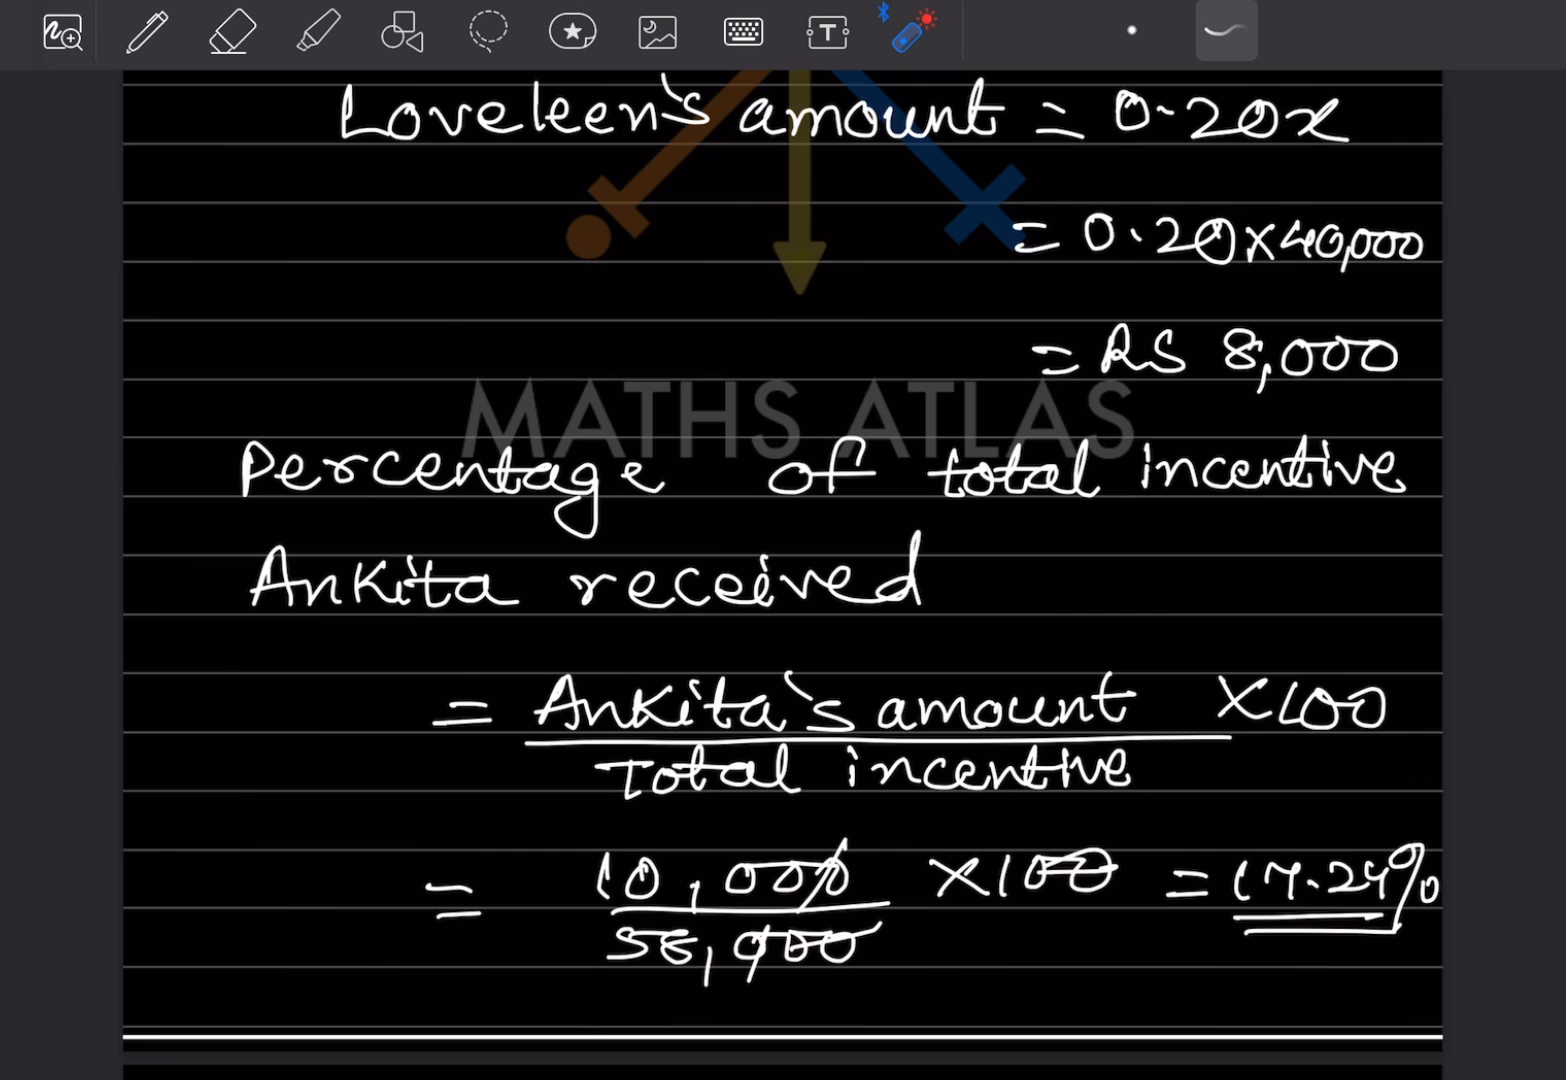 Loveleen's amount = 0.20x
= 0.20x40,000
= RS 8,000
MATHS ATLAS
Percentage of total incentive
Ankita received
= Ankita's amount X100
Total incentive
= 10,000 X100 = 17.24%
58,000
T